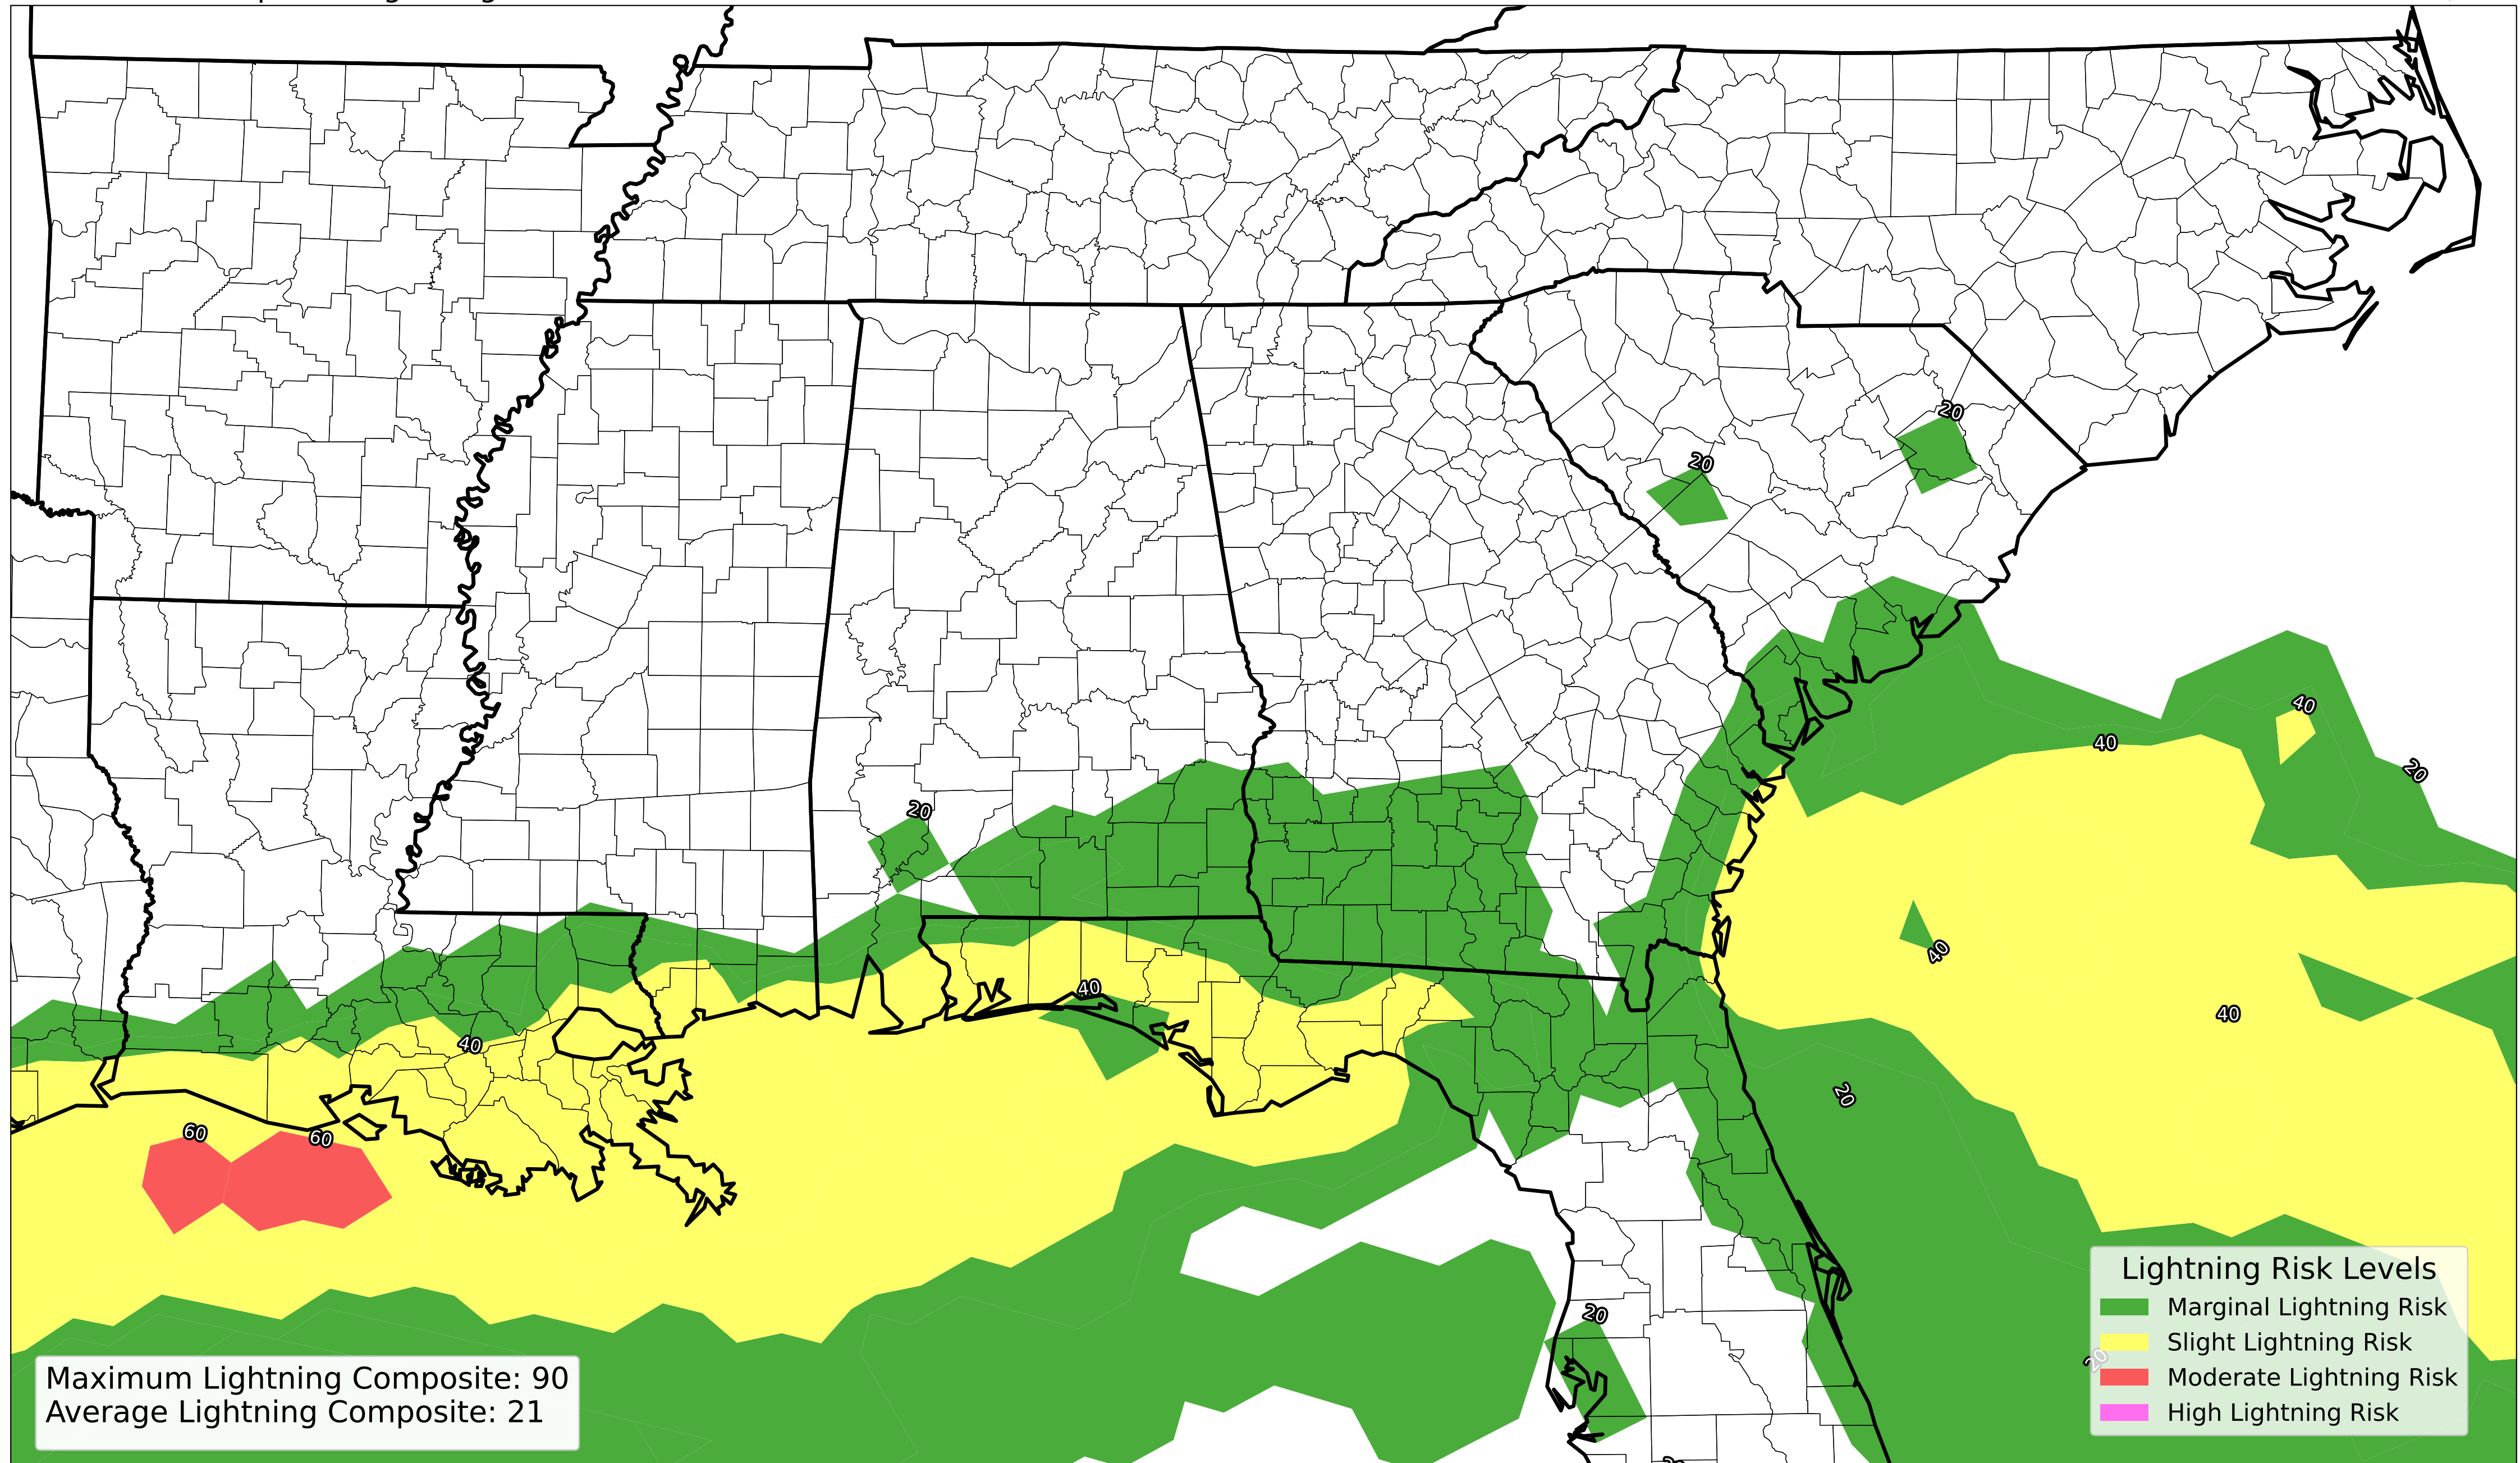 20
20
20
40
40
20
40
40
40
40
20
60
60
20
20
Lightning Risk Levels
Marginal Lightning Risk
Slight Lightning Risk
Moderate Lightning Risk
High Lightning Risk
Maximum Lightning Composite: 90
Average Lightning Composite: 21